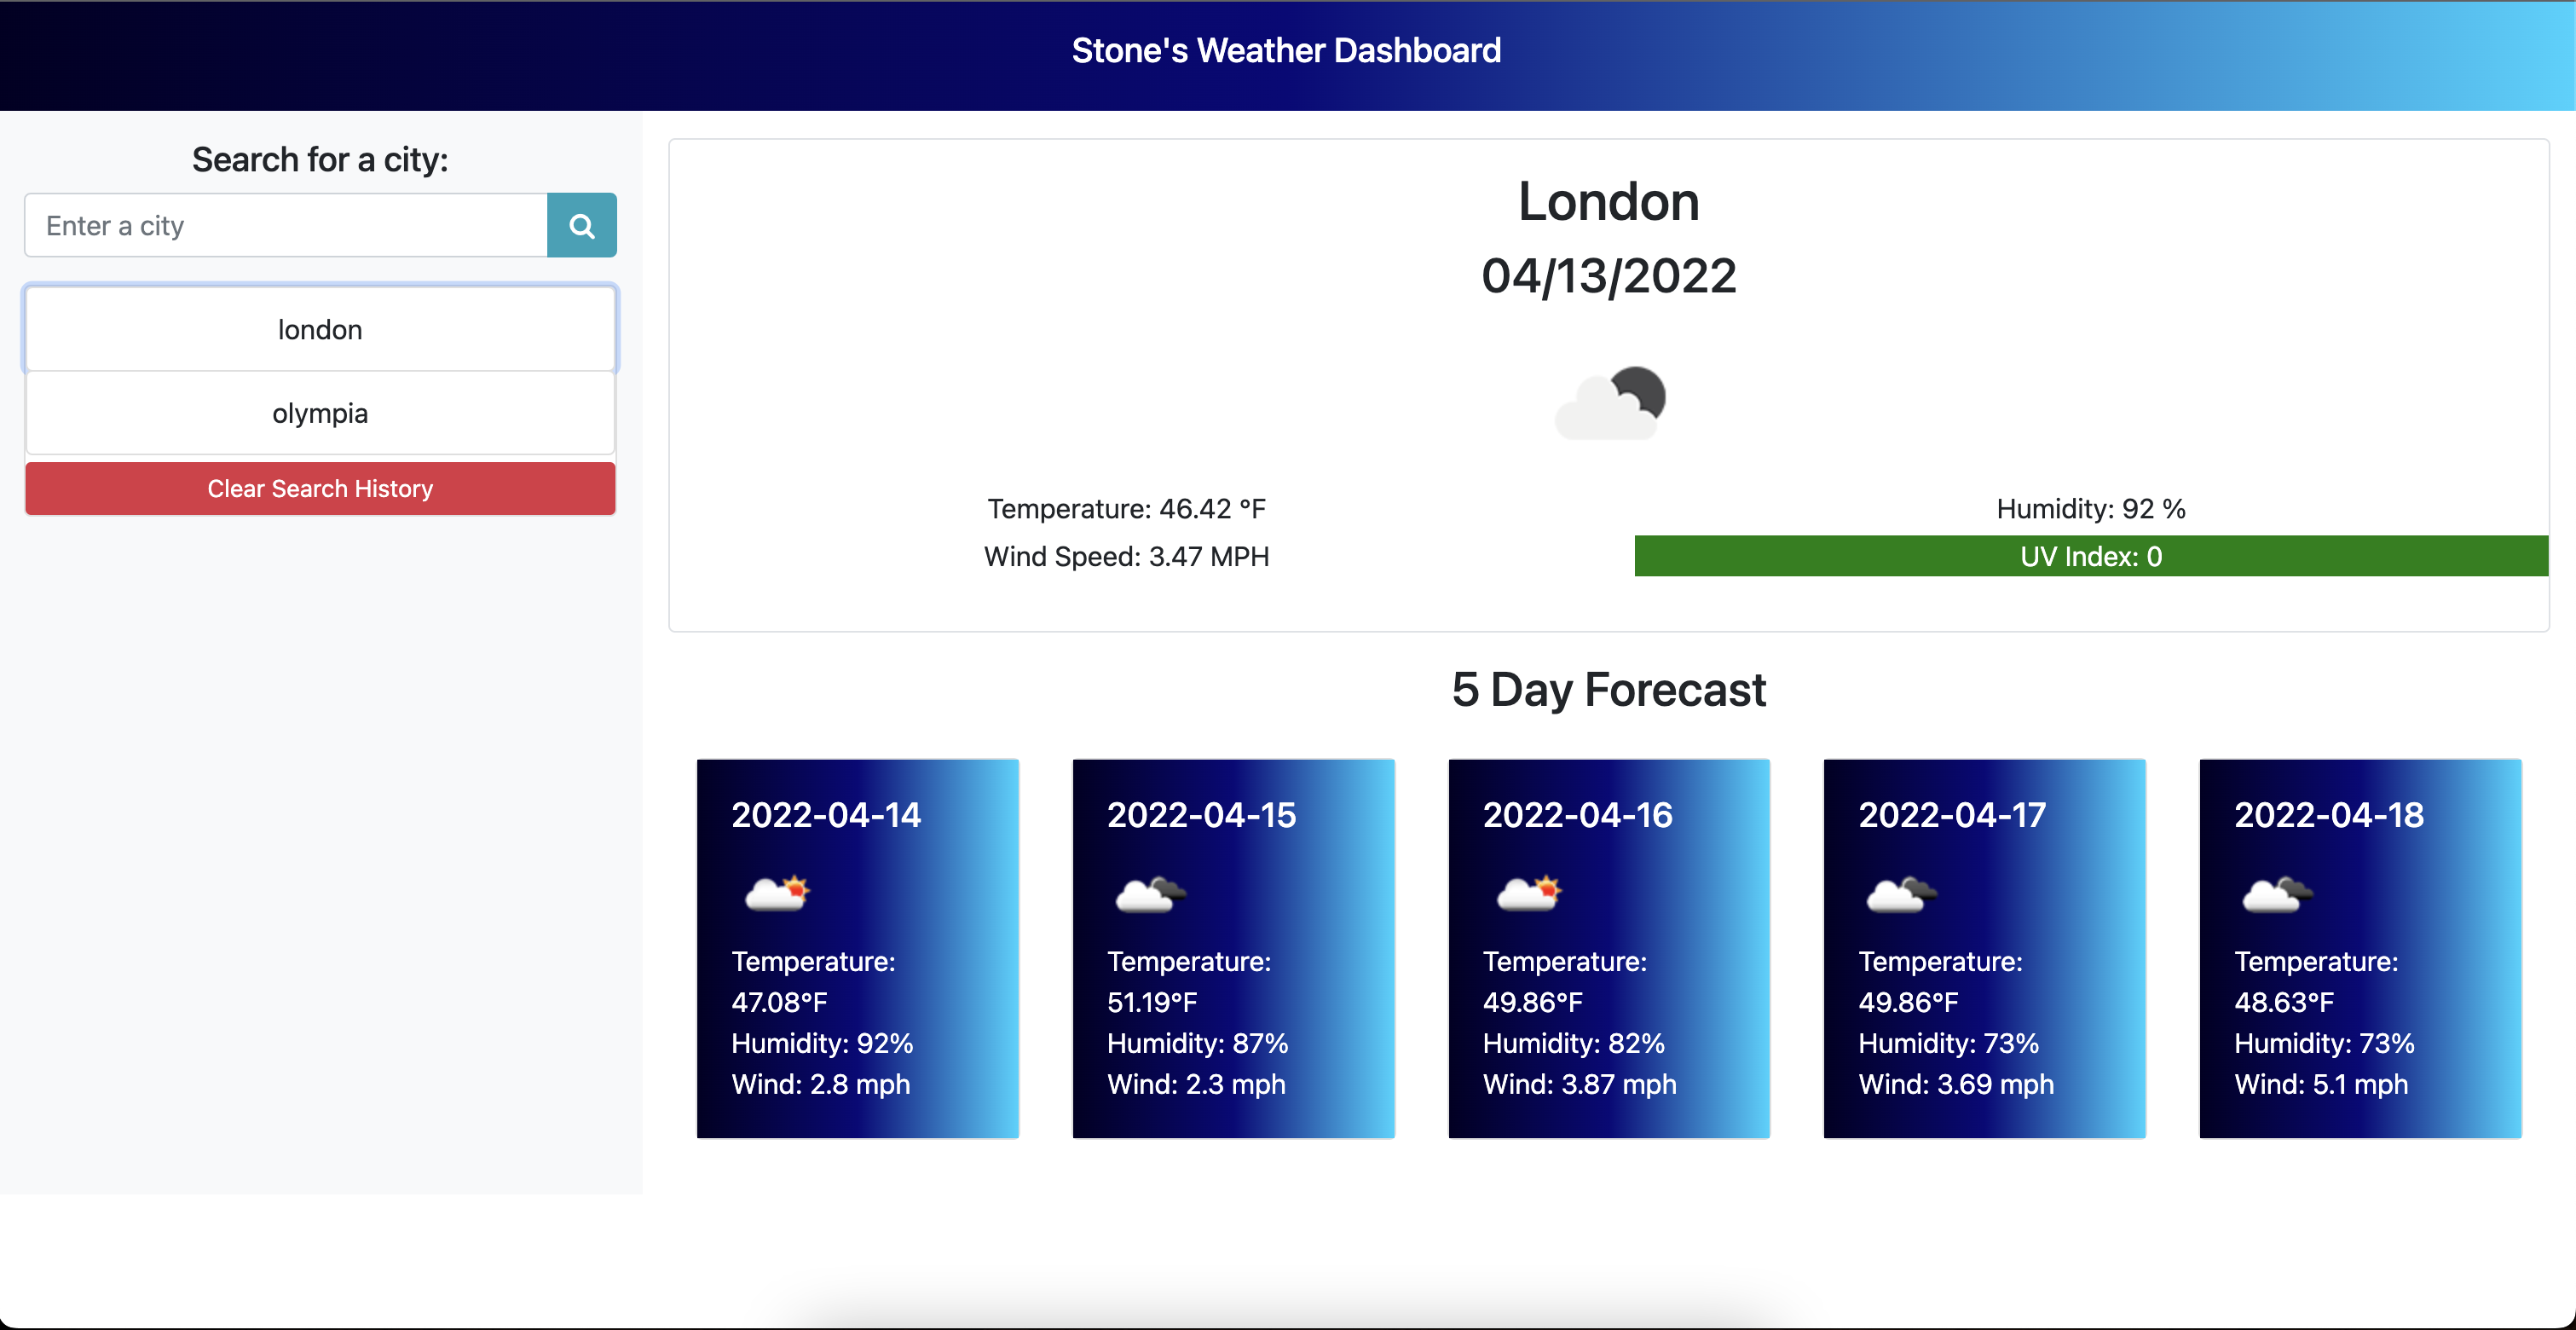 Stone's Weather Dashboard
Search for a city:
Enter a city
london
olympia
Clear Search History
London
04/13/2022
Temperature: 46.42 °F
Humidity: 92 %
Wind Speed: 3.47 MPH
UV Index: 0
5 Day Forecast
2022-04-14
Temperature:
47.08°F
Humidity: 92%
Wind: 2.8 mph
2022-04-15
Temperature:
51.19°F
Humidity: 87%
Wind: 2.3 mph
2022-04-16
Temperature:
49.86°F
Humidity: 82%
Wind: 3.87 mph
2022-04-17
Temperature:
49.86°F
Humidity: 73%
Wind: 3.69 mph
2022-04-18
Temperature:
48.63°F
Humidity: 73%
Wind: 5.1 mph